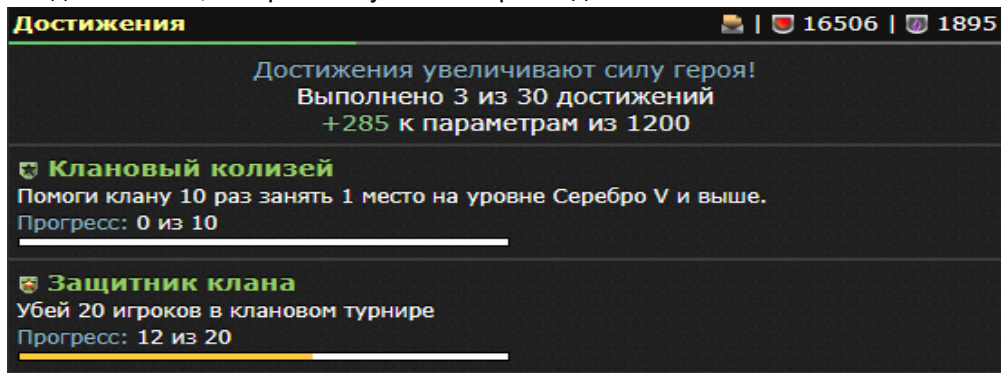 Достижения | 16506 | 1895
Достижения увеличивают силу героя!
Выполнено 3 из 30 достижений
+285 к параметрам из 1200
Клановый колизей
Помоги клану 10 раз занять 1 место на уровне Серебро V и выше.
Прогресс: 0 из 10
Защитник клана
Убей 20 игроков в клановом турнире
Прогресс: 12 из 20